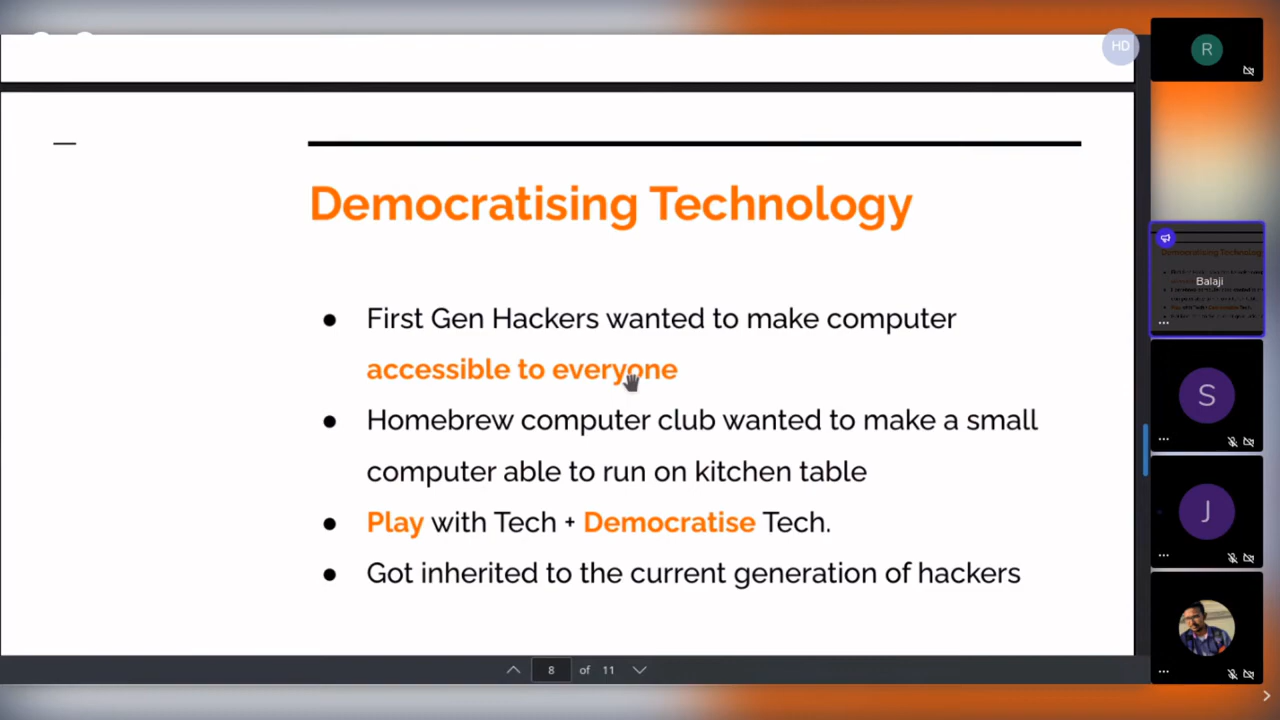 HD
R
Democratising Technology
● First Gen Hackers wanted to make computer
accessible to everyone
● Homebrew computer club wanted to make a small
computer able to run on kitchen table
● Play with Tech + Democratise Tech.
● Got inherited to the current generation of hackers
Balaji
S
J
8 of 11